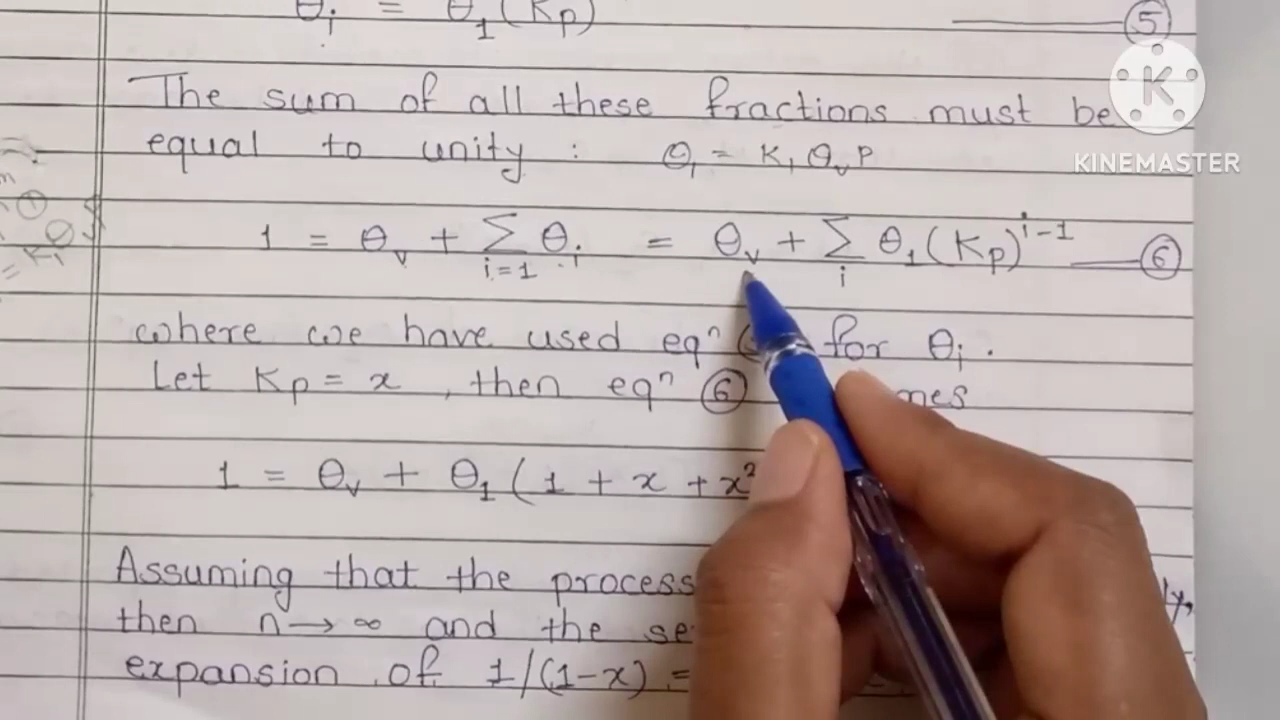 θi = θ1(Kp) ⑤
The sum of all these fractions must be
equal to unity : θ1 = K1 θv P
1 = θv + Σi=1 θi = θv + Σi θ1(Kp)^i-1 ⑥
where we have used eqⁿ for θi .
Let Kp = x , then eqⁿ ⑥
1 = θv + θ1 (1 + x + x²
Assuming that the process
then n → ∞ and the
expansion of 1/(1-x) =
K
KINEMASTER